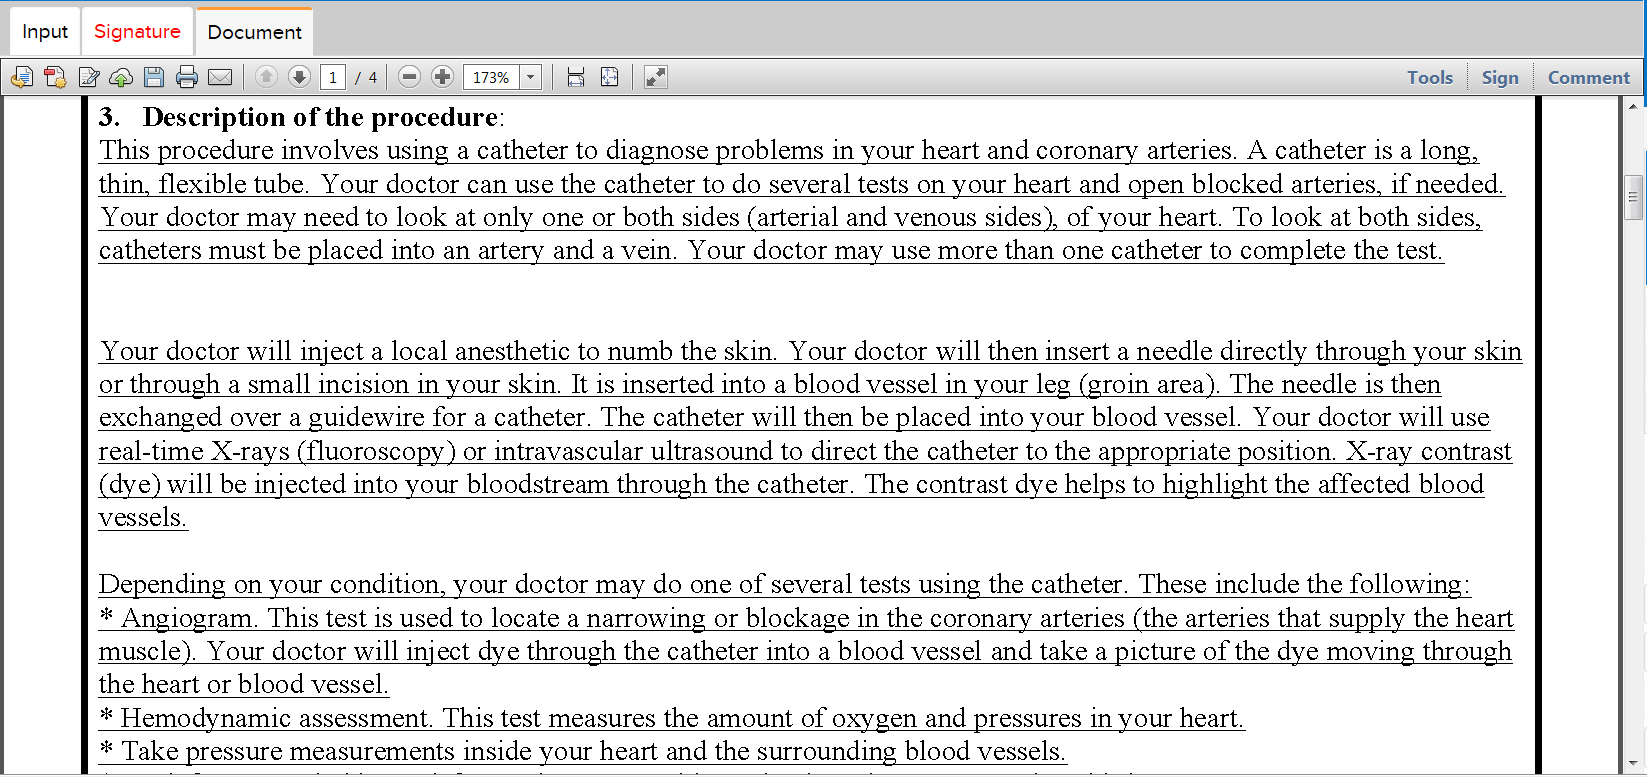 Input Signature Document
1 / 4 173% Tools Sign Comment
3. Description of the procedure:
This procedure involves using a catheter to diagnose problems in your heart and coronary arteries. A catheter is a long,
thin, flexible tube. Your doctor can use the catheter to do several tests on your heart and open blocked arteries, if needed.
Your doctor may need to look at only one or both sides (arterial and venous sides), of your heart. To look at both sides,
catheters must be placed into an artery and a vein. Your doctor may use more than one catheter to complete the test.
Your doctor will inject a local anesthetic to numb the skin. Your doctor will then insert a needle directly through your skin
or through a small incision in your skin. It is inserted into a blood vessel in your leg (groin area). The needle is then
exchanged over a guidewire for a catheter. The catheter will then be placed into your blood vessel. Your doctor will use
real-time X-rays (fluoroscopy) or intravascular ultrasound to direct the catheter to the appropriate position. X-ray contrast
(dye) will be injected into your bloodstream through the catheter. The contrast dye helps to highlight the affected blood
vessels.
Depending on your condition, your doctor may do one of several tests using the catheter. These include the following:
* Angiogram. This test is used to locate a narrowing or blockage in the coronary arteries (the arteries that supply the heart
muscle). Your doctor will inject dye through the catheter into a blood vessel and take a picture of the dye moving through
the heart or blood vessel.
* Hemodynamic assessment. This test measures the amount of oxygen and pressures in your heart.
* Take pressure measurements inside your heart and the surrounding blood vessels.